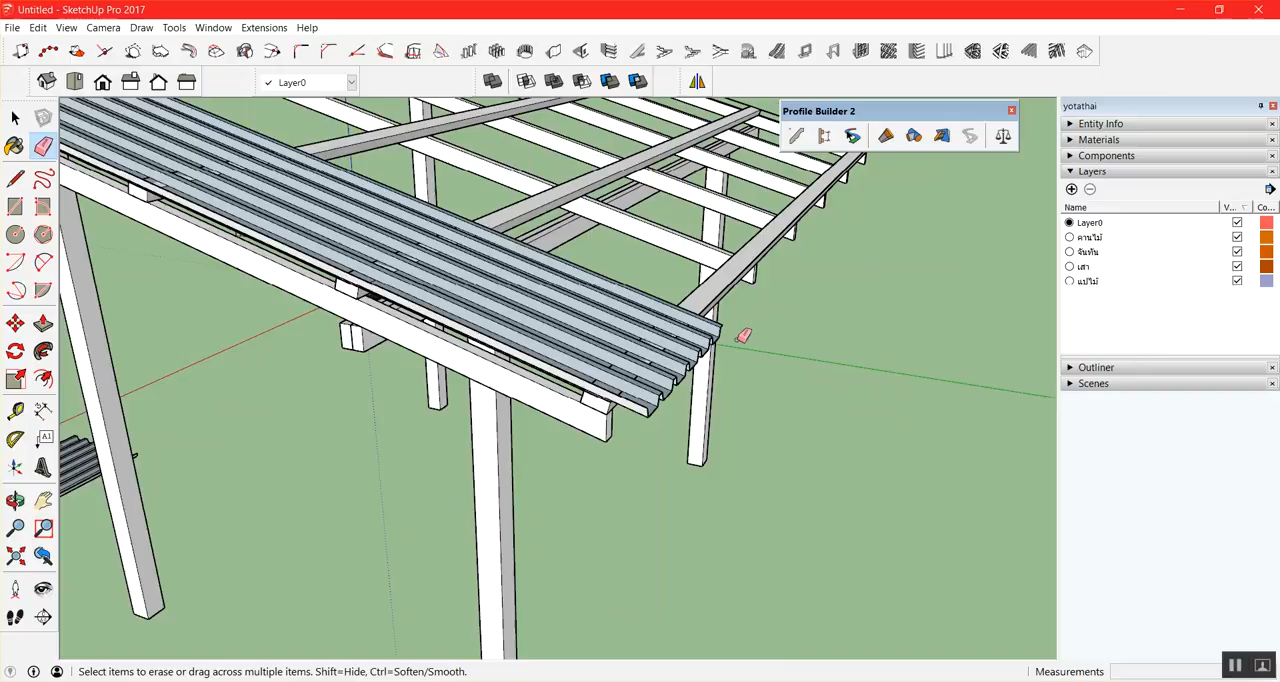 Untitled - SketchUp Pro 2017
File Edit View Camera Draw Tools Window Extensions Help
Layer0
Profile Builder 2
yotathai
Entity Info
Materials
Components
Layers
Name V... Co...
Layer0
คานไม้
จันทัน
เสา
แปไม้
Outliner
Scenes
A1
Select items to erase or drag across multiple items. Shift=Hide, Ctrl=Soften/Smooth.
Measurements